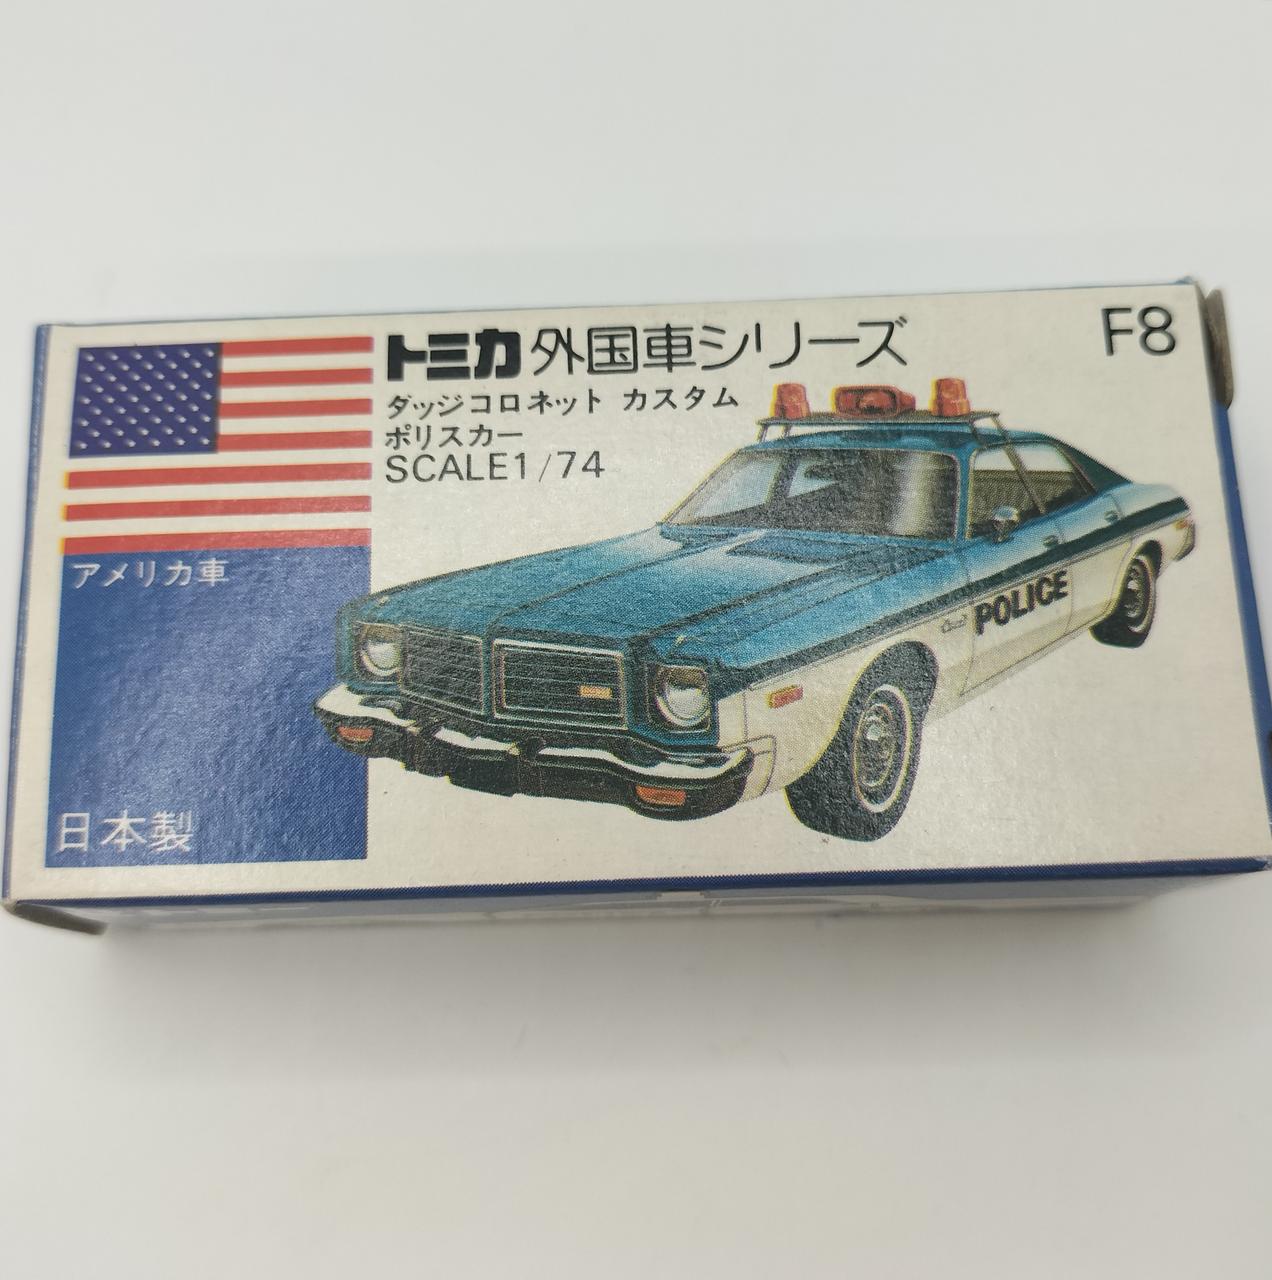 トミカ 外国車シリーズ F8
ダッジコロネット カスタム
ポリスカー
SCALE1/74
アメリカ車
POLICE
日本製